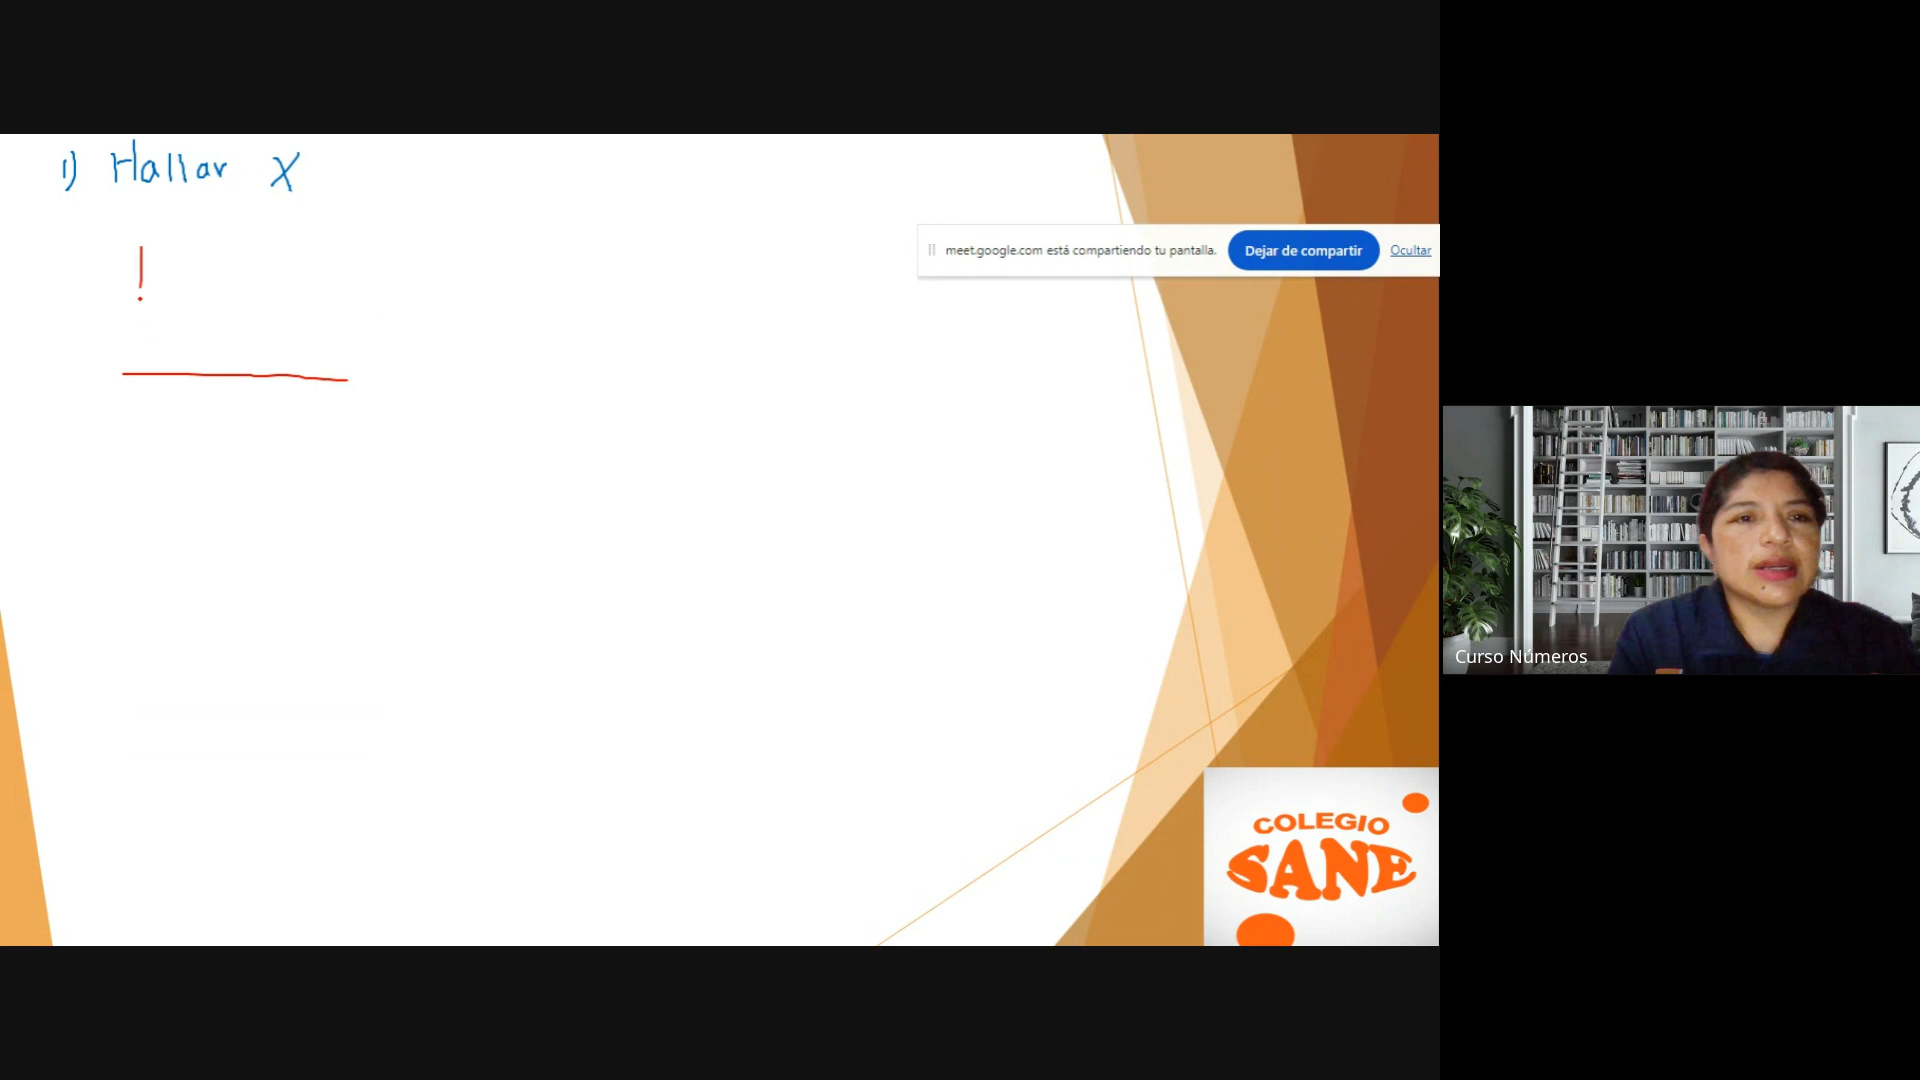 1) Hallar X
!
meet.google.com está compartiendo tu pantalla. Dejar de compartir Ocultar
Curso Números
COLEGIO
SANE